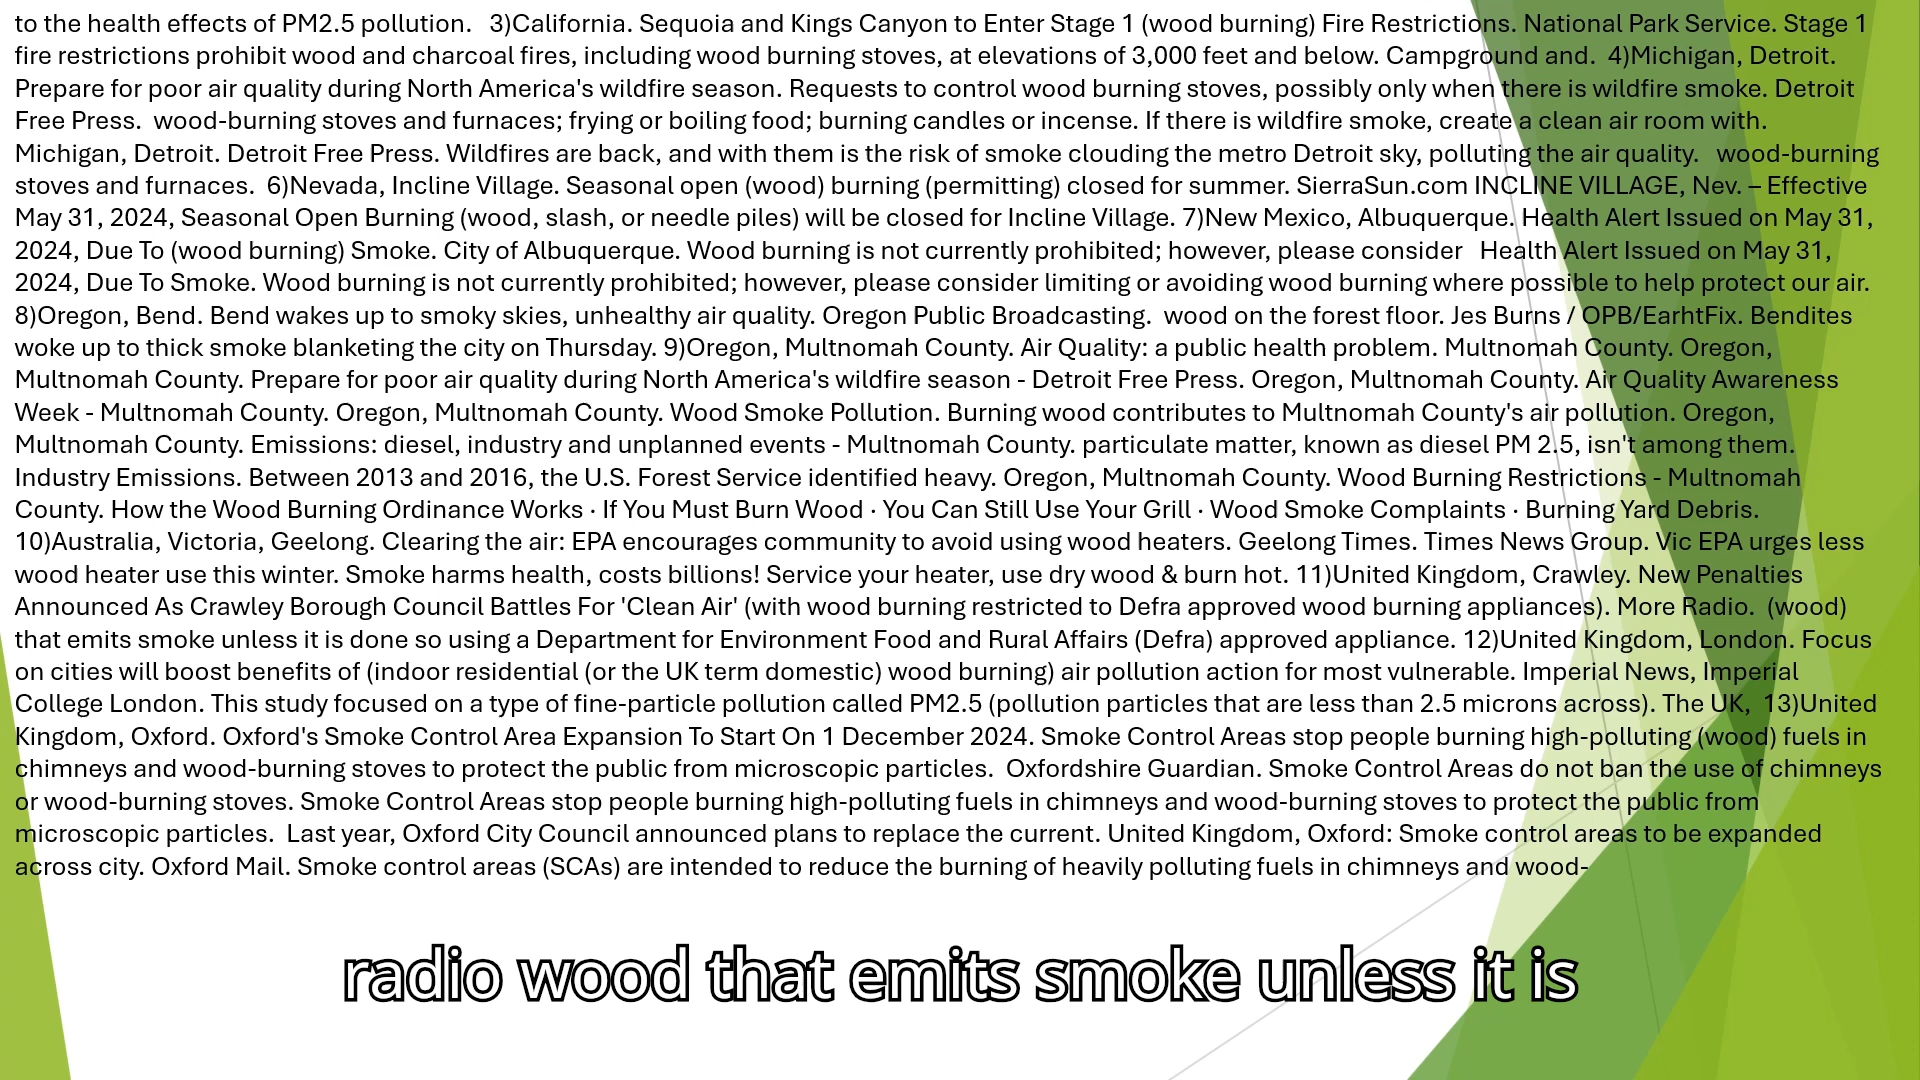 to the health effects of PM2.5 pollution.   3)California. Sequoia and Kings Canyon to Enter Stage 1 (wood burning) Fire Restrictions. National Park Service. Stage 1
fire restrictions prohibit wood and charcoal fires, including wood burning stoves, at elevations of 3,000 feet and below. Campground and.  4)Michigan, Detroit.
Prepare for poor air quality during North America's wildfire season. Requests to control wood burning stoves, possibly only when there is wildfire smoke. Detroit
Free Press.  wood-burning stoves and furnaces; frying or boiling food; burning candles or incense. If there is wildfire smoke, create a clean air room with.
Michigan, Detroit. Detroit Free Press. Wildfires are back, and with them is the risk of smoke clouding the metro Detroit sky, polluting the air quality.   wood-burning
stoves and furnaces.  6)Nevada, Incline Village. Seasonal open (wood) burning (permitting) closed for summer. SierraSun.com INCLINE VILLAGE, Nev. – Effective
May 31, 2024, Seasonal Open Burning (wood, slash, or needle piles) will be closed for Incline Village. 7)New Mexico, Albuquerque. Health Alert Issued on May 31,
2024, Due To (wood burning) Smoke. City of Albuquerque. Wood burning is not currently prohibited; however, please consider   Health Alert Issued on May 31,
2024, Due To Smoke. Wood burning is not currently prohibited; however, please consider limiting or avoiding wood burning where possible to help protect our air.
8)Oregon, Bend. Bend wakes up to smoky skies, unhealthy air quality. Oregon Public Broadcasting.  wood on the forest floor. Jes Burns / OPB/EarhtFix. Bendites
woke up to thick smoke blanketing the city on Thursday. 9)Oregon, Multnomah County. Air Quality: a public health problem. Multnomah County. Oregon,
Multnomah County. Prepare for poor air quality during North America's wildfire season - Detroit Free Press. Oregon, Multnomah County. Air Quality Awareness
Week - Multnomah County. Oregon, Multnomah County. Wood Smoke Pollution. Burning wood contributes to Multnomah County's air pollution. Oregon,
Multnomah County. Emissions: diesel, industry and unplanned events - Multnomah County. particulate matter, known as diesel PM 2.5, isn't among them.
Industry Emissions. Between 2013 and 2016, the U.S. Forest Service identified heavy. Oregon, Multnomah County. Wood Burning Restrictions - Multnomah
County. How the Wood Burning Ordinance Works · If You Must Burn Wood · You Can Still Use Your Grill · Wood Smoke Complaints · Burning Yard Debris.
10)Australia, Victoria, Geelong. Clearing the air: EPA encourages community to avoid using wood heaters. Geelong Times. Times News Group. Vic EPA urges less
wood heater use this winter. Smoke harms health, costs billions! Service your heater, use dry wood & burn hot. 11)United Kingdom, Crawley. New Penalties
Announced As Crawley Borough Council Battles For 'Clean Air' (with wood burning restricted to Defra approved wood burning appliances). More Radio.  (wood)
that emits smoke unless it is done so using a Department for Environment Food and Rural Affairs (Defra) approved appliance. 12)United Kingdom, London. Focus
on cities will boost benefits of (indoor residential (or the UK term domestic) wood burning) air pollution action for most vulnerable. Imperial News, Imperial
College London. This study focused on a type of fine-particle pollution called PM2.5 (pollution particles that are less than 2.5 microns across). The UK,  13)United
Kingdom, Oxford. Oxford's Smoke Control Area Expansion To Start On 1 December 2024. Smoke Control Areas stop people burning high-polluting (wood) fuels in
chimneys and wood-burning stoves to protect the public from microscopic particles.  Oxfordshire Guardian. Smoke Control Areas do not ban the use of chimneys
or wood-burning stoves. Smoke Control Areas stop people burning high-polluting fuels in chimneys and wood-burning stoves to protect the public from
microscopic particles.  Last year, Oxford City Council announced plans to replace the current. United Kingdom, Oxford: Smoke control areas to be expanded
across city. Oxford Mail. Smoke control areas (SCAs) are intended to reduce the burning of heavily polluting fuels in chimneys and wood-
radio wood that emits smoke unless it is